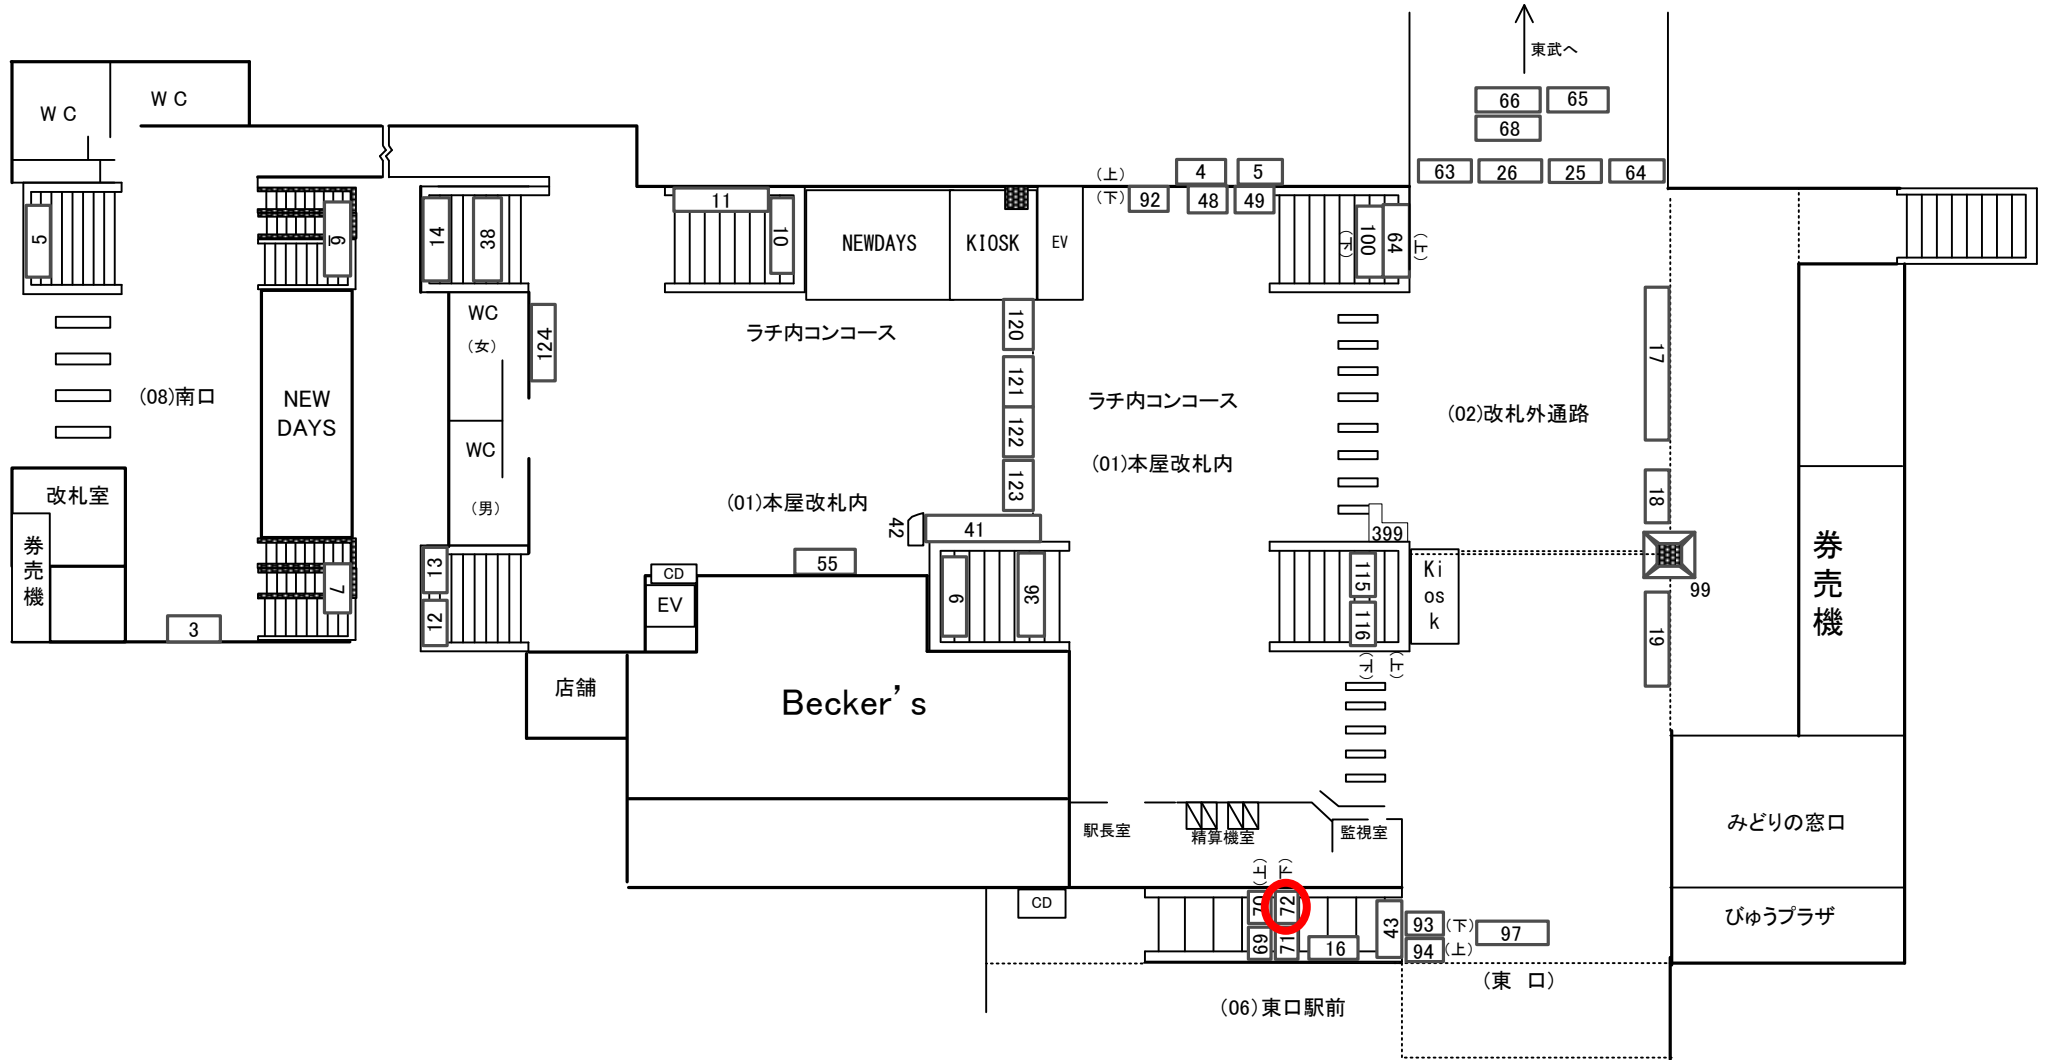 東武へ
66
65
68
63
26
25
64
WC
WC
5
9
14
38
11
10
NEWDAYS
KIOSK
EV
(上)
(下)
4
5
92
48
49
(下)
100
64
(上)
(08)南口
NEW
DAYS
WC
(女)
124
WC
(男)
ラチ内コンコース
(01)本屋改札内
120
121
122
123
ラチ内コンコース
(01)本屋改札内
(02)改札外通路
17
18
99
19
改札室
券売機
3
7
13
12
42
41
55
CD
EV
9
36
399
115
116
(下)
(上)
Ki
os
k
券売機
店舗
Becker's
駅長室
精算機室
監視室
みどりの窓口
びゅうプラザ
CD
(上)
(下)
70
72
69
71
16
43
93
(下)
94
(上)
97
(東 口)
(06)東口駅前